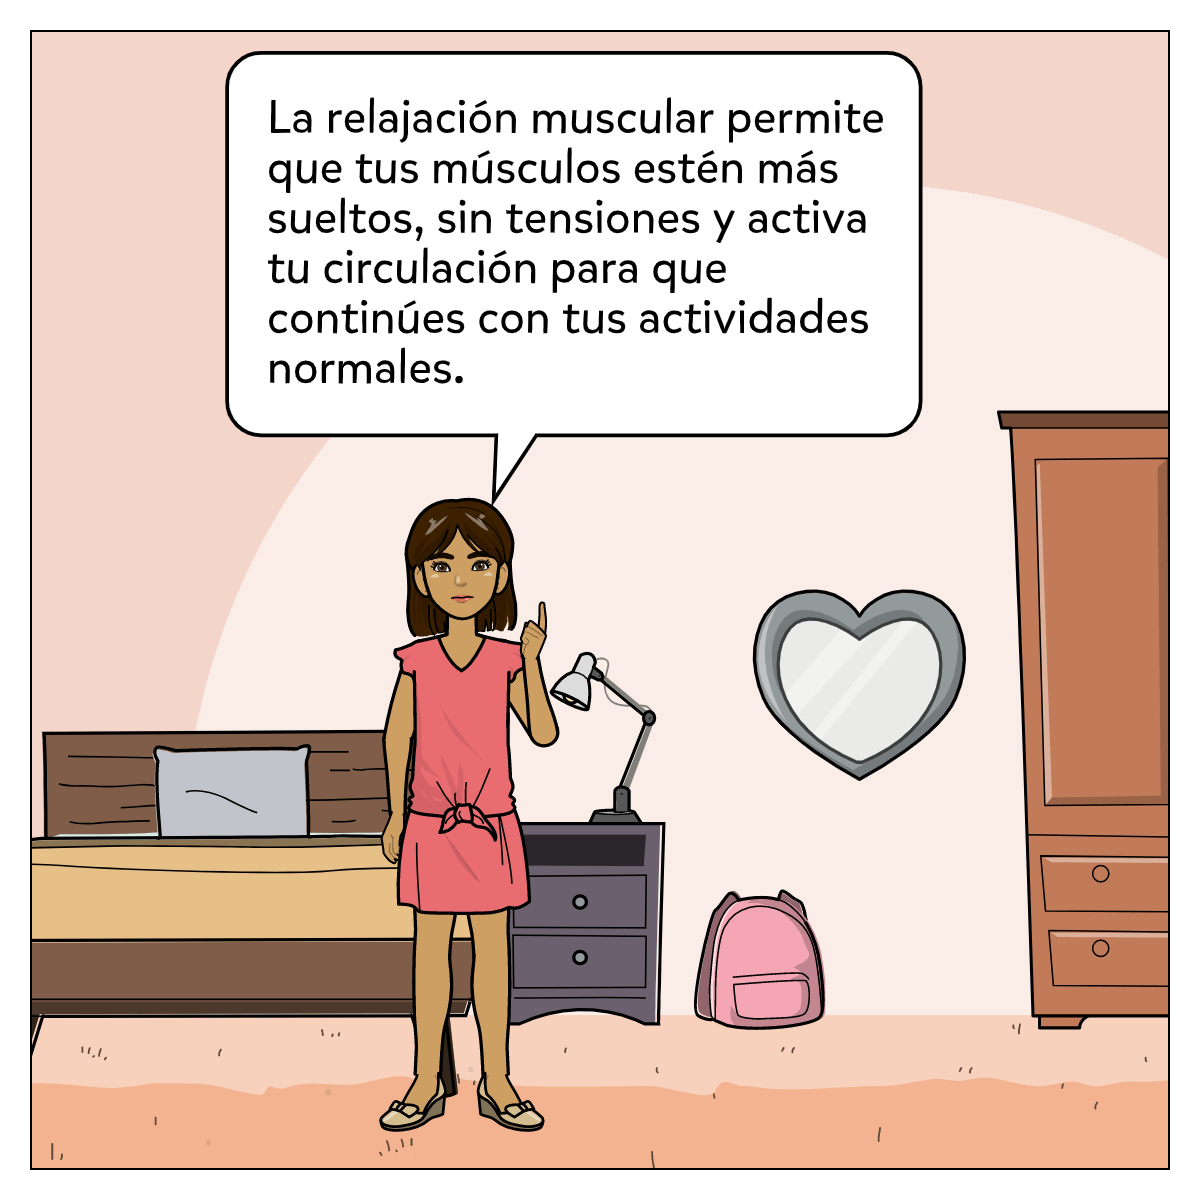 La relajación muscular permite
que tus músculos estén más
sueltos, sin tensiones y activa
tu circulación para que
continúes con tus actividades
normales.